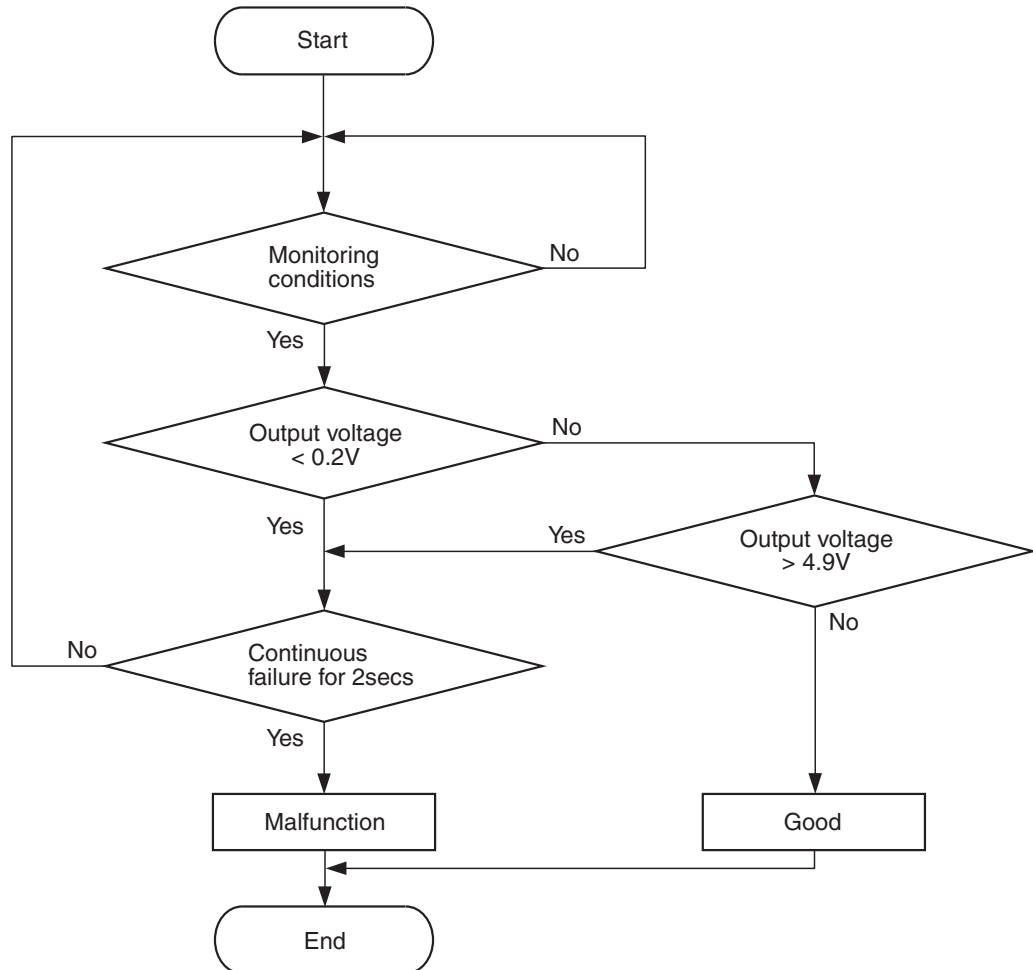 Start
Monitoring
conditions
No
Yes
Output voltage
< 0.2V
No
Yes
Yes
Output voltage
> 4.9V
No
No
Continuous
failure for 2secs
Yes
Malfunction
Good
End